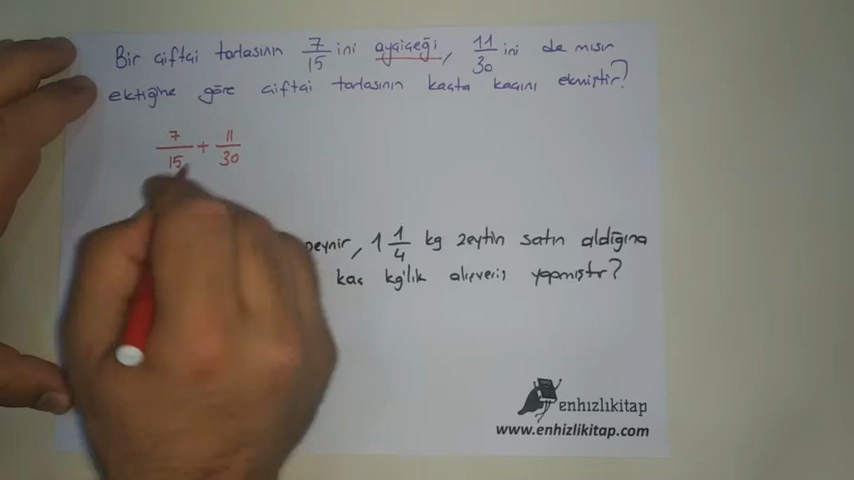 Bir çiftçi tarlasının 7/15 ini ayçiçeği, 11/30 ini de mısır
ektiğine göre çiftçi tarlasının kaçta kaçını ekmiştir?
7/15 + 11/30
peynir, 1 1/4 kg zeytin satın aldığına
kaç kg'lık alışveriş yapmıştır?
enhızlıkitap
www.enhizlikitap.com